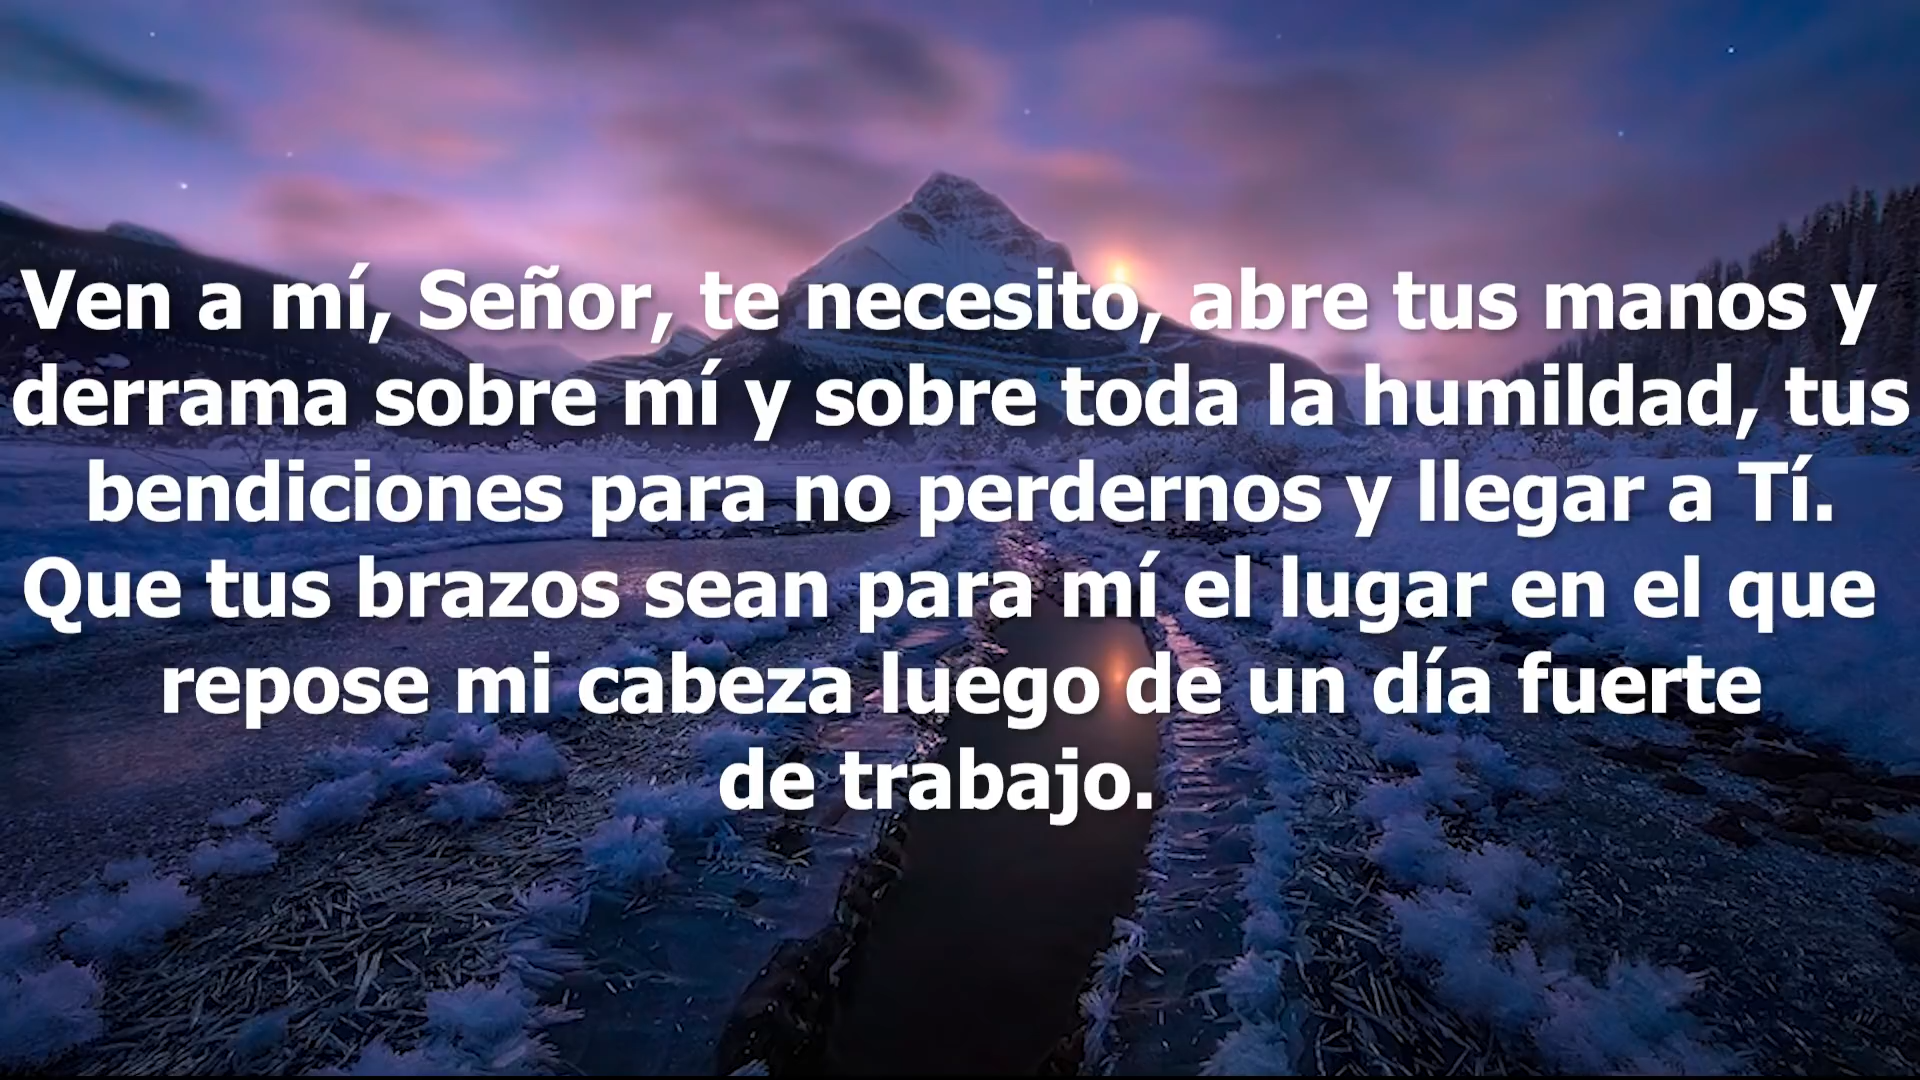 Ven a mí, Señor, te necesito, abre tus manos y
derrama sobre mí y sobre toda la humildad, tus
bendiciones para no perdernos y llegar a Tí.
Que tus brazos sean para mí el lugar en el que
repose mi cabeza luego de un día fuerte
de trabajo.